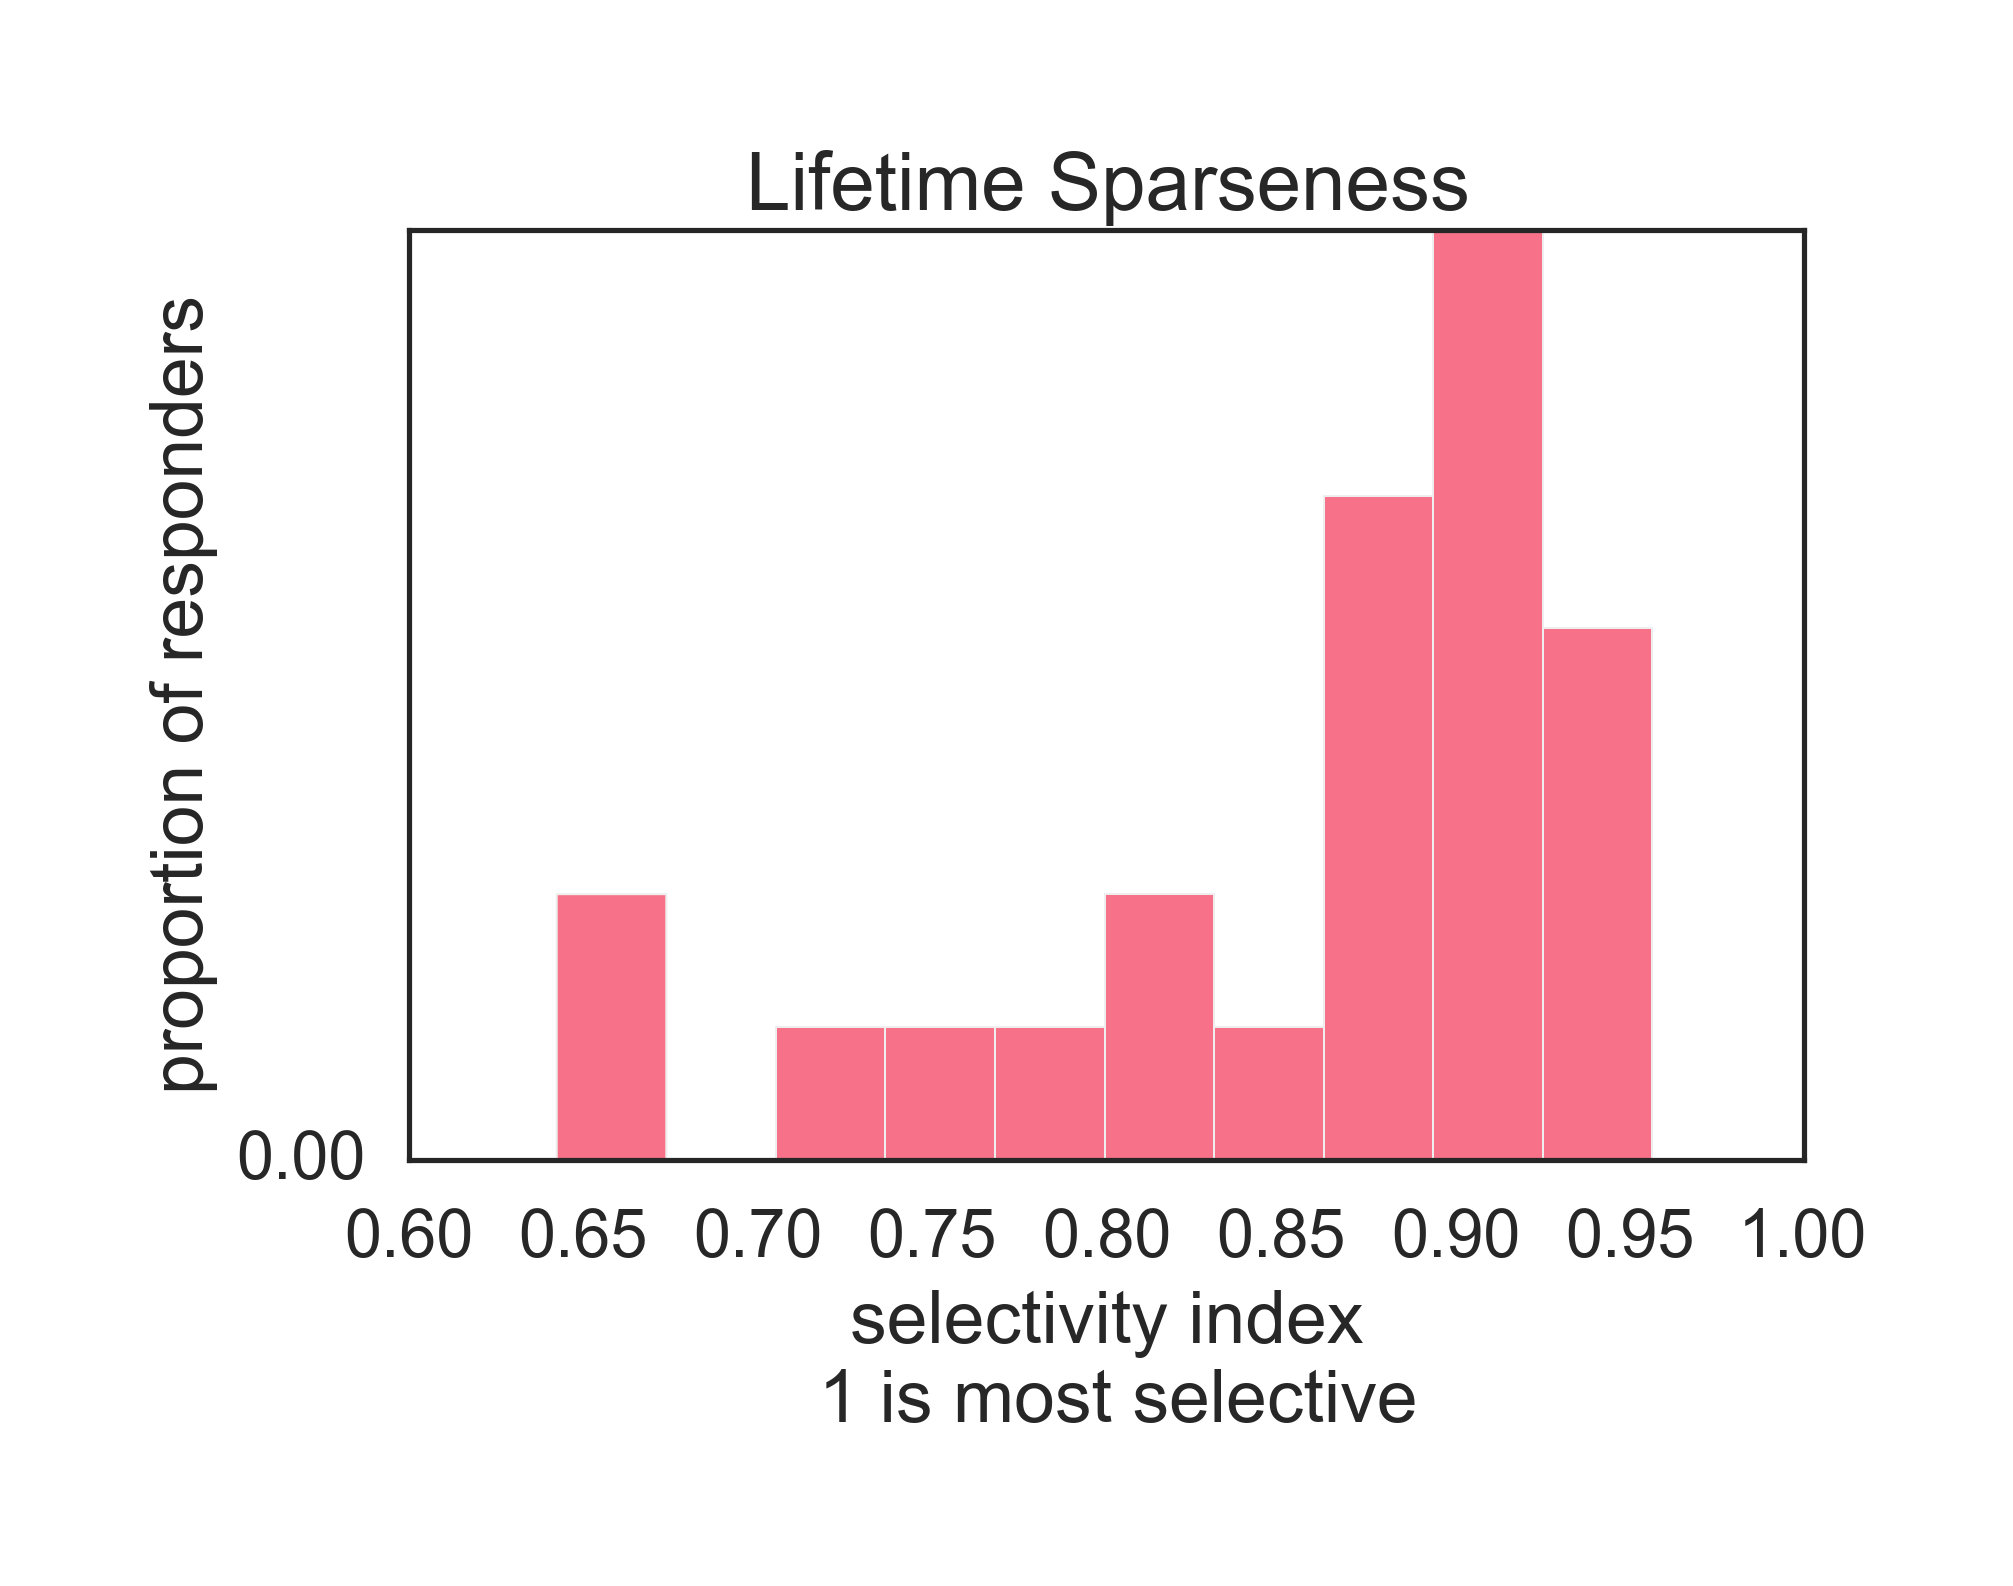 Lifetime Sparseness
proportion of responders
0.00
0.60 0.65 0.70 0.75 0.80 0.85 0.90 0.95 1.00
selectivity index
1 is most selective